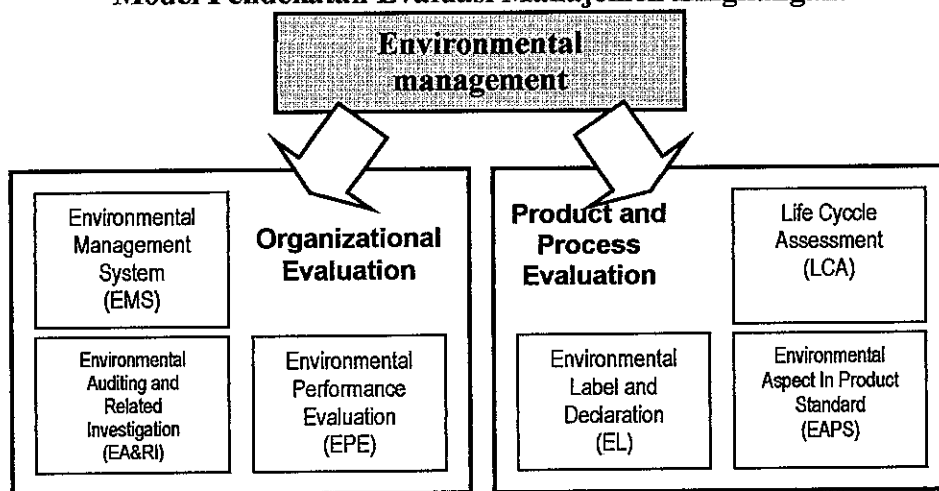 Environmental
management
Environmental
Management
System
(EMS)
Organizational
Evaluation
Environmental
Auditing and
Related
Investigation
(EA&RI)
Environmental
Performance
Evaluation
(EPE)
Product and
Process
Evaluation
Life Cyccle
Assessment
(LCA)
Environmental
Label and
Declaration
(EL)
Environmental
Aspect In Product
Standard
(EAPS)